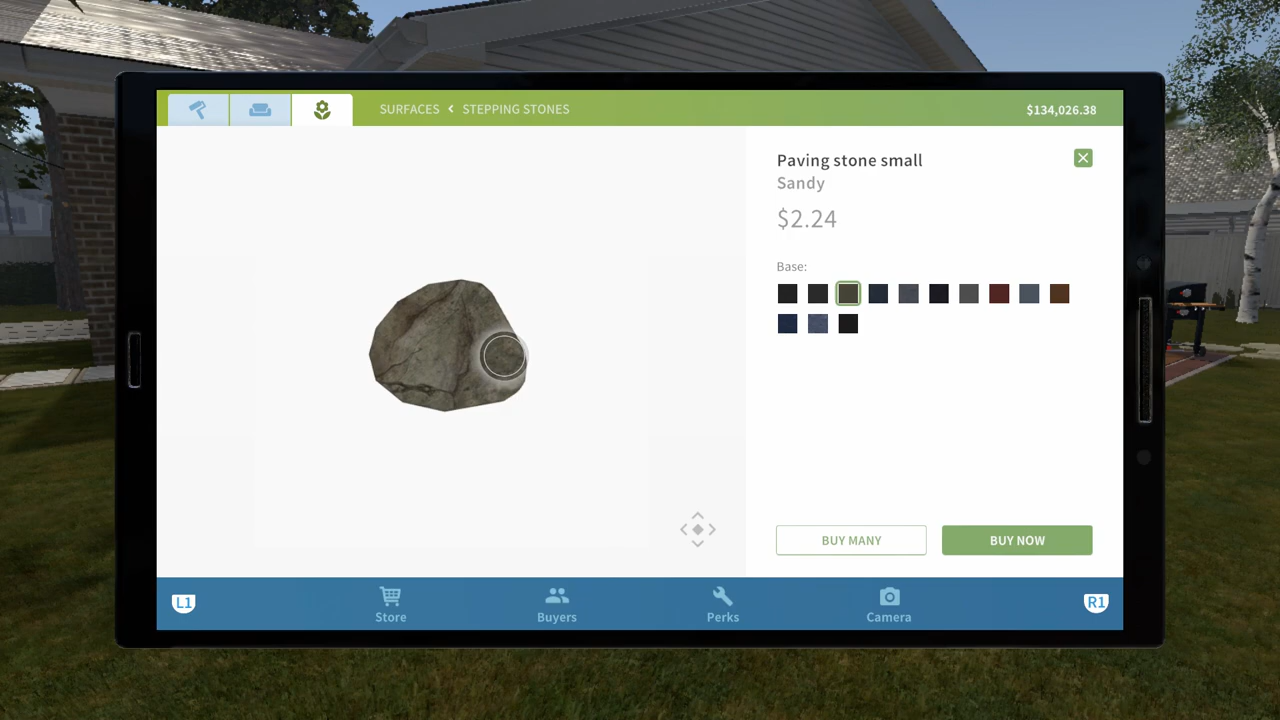 SURFACES < STEPPING STONES
$134,026.38
Paving stone small
Sandy
$2.24
Base:
BUY MANY
BUY NOW
L1
Store
Buyers
Perks
Camera
R1